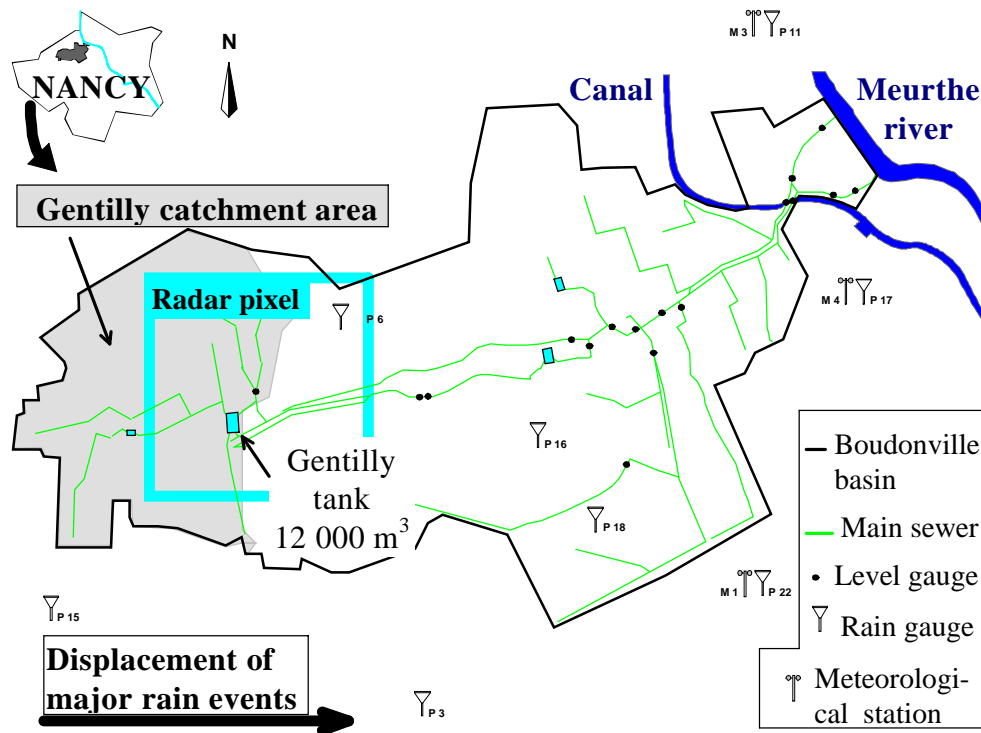 M 3 P 11
N
NANCY
Canal
Meurthe
river
Gentilly catchment area
Radar pixel
P 6
M 4 P 17
P 16
Gentilly
tank
12 000 m³
P 18
M 1 P 22
P 15
Boudonville
basin
Main sewer
Level gauge
Rain gauge
Meteorologi-
cal station
Displacement of
major rain events
P 3